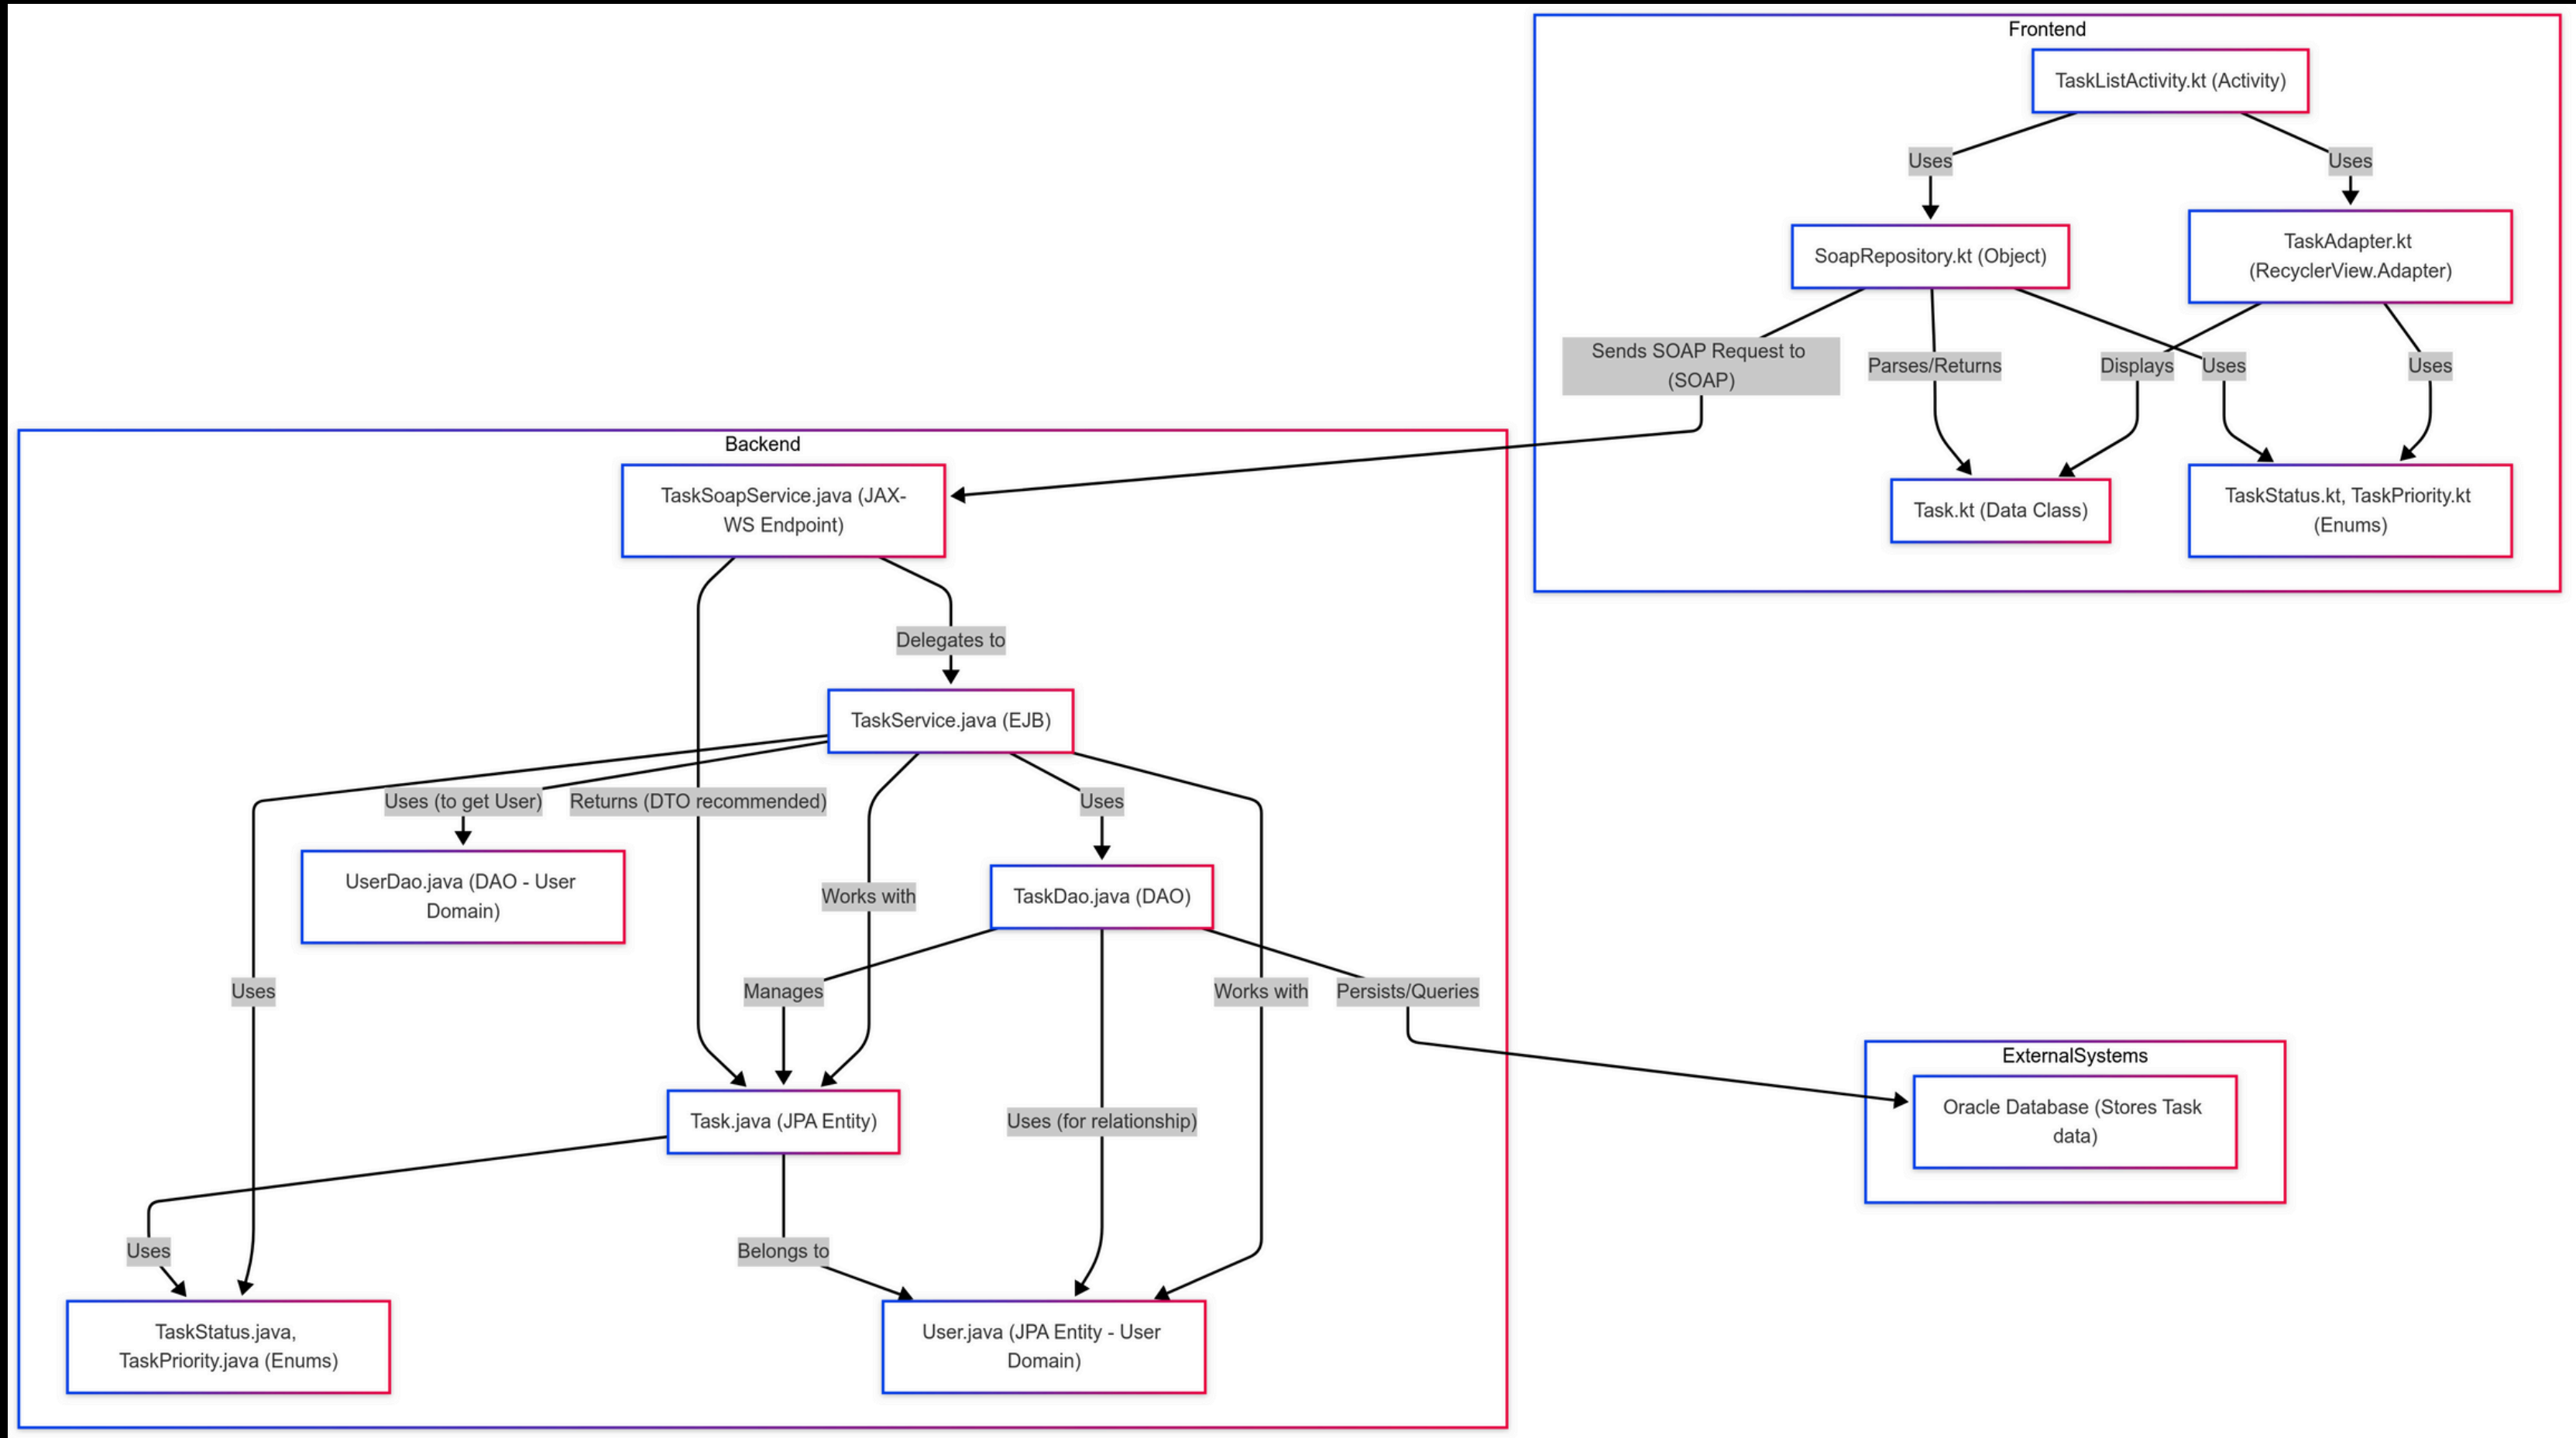 Frontend
TaskListActivity.kt (Activity)
Uses
Uses
SoapRepository.kt (Object)
TaskAdapter.kt
(RecyclerView.Adapter)
Sends SOAP Request to
(SOAP)
Parses/Returns
Displays
Uses
Uses
Task.kt (Data Class)
TaskStatus.kt, TaskPriority.kt
(Enums)
Backend
TaskSoapService.java (JAX-
WS Endpoint)
Delegates to
TaskService.java (EJB)
Uses (to get User)
Returns (DTO recommended)
Uses
UserDao.java (DAO - User
Domain)
Works with
TaskDao.java (DAO)
Uses
Manages
Works with
Persists/Queries
Task.java (JPA Entity)
Uses (for relationship)
Uses
Belongs to
TaskStatus.java,
TaskPriority.java (Enums)
User.java (JPA Entity - User
Domain)
ExternalSystems
Oracle Database (Stores Task
data)